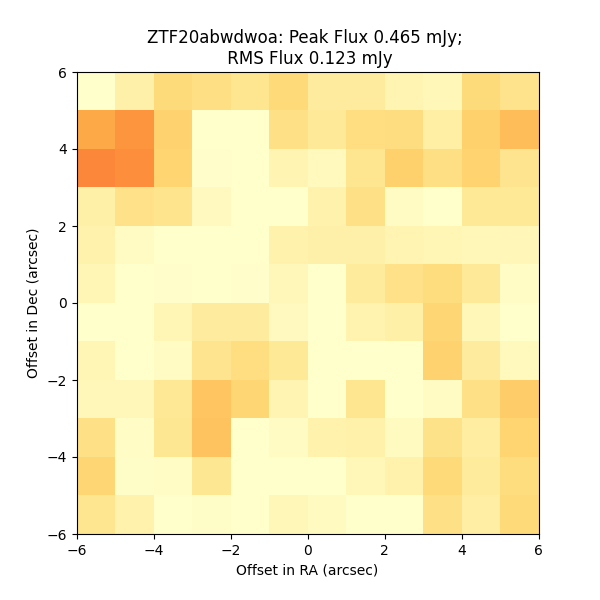 ZTF20abwdwoa: Peak Flux 0.465 mJy;
RMS Flux 0.123 mJy
6
4
2
0
−2
−4
−6
Offset in Dec (arcsec)
−6 −4 −2 0 2 4 6
Offset in RA (arcsec)